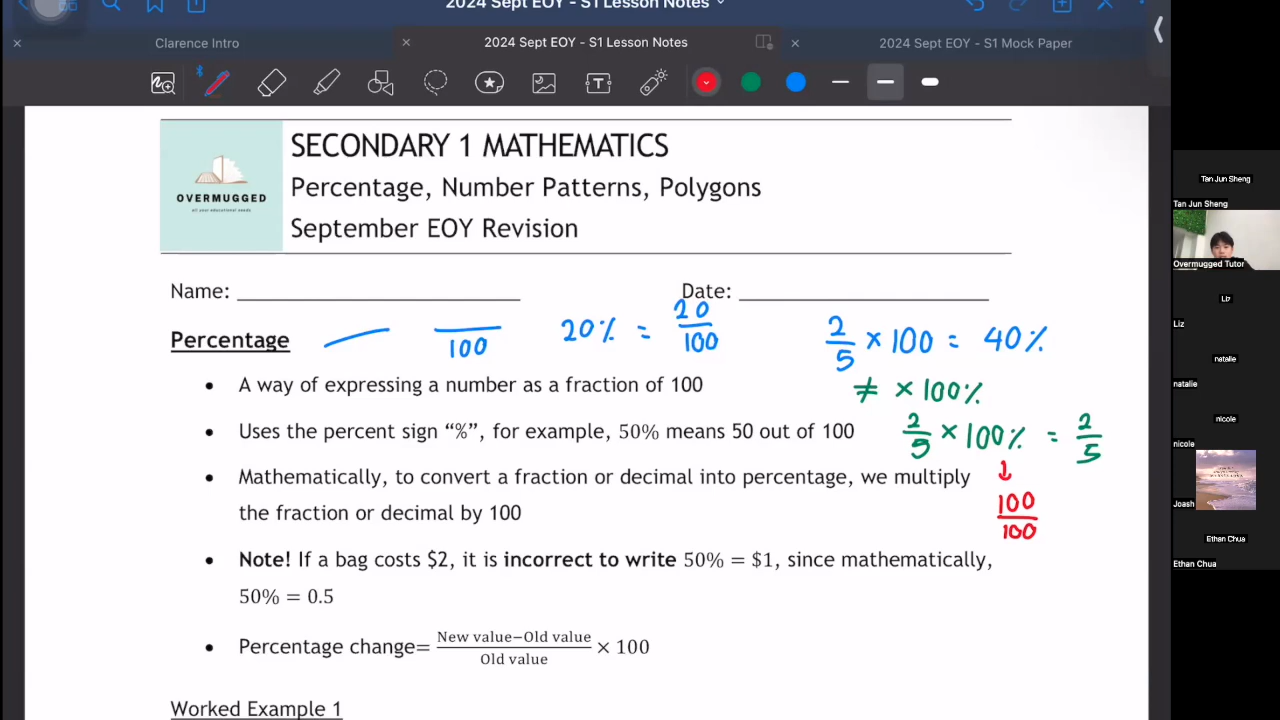 2024 Sept EOY - S1 Lesson Notes
Clarence Intro
2024 Sept EOY - S1 Lesson Notes
2024 Sept EOY - S1 Mock Paper
OVERMUGGED
all your educational needs
SECONDARY 1 MATHEMATICS
Percentage, Number Patterns, Polygons
September EOY Revision
Name: ____________________ Date: ____________________
Percentage
—/100
20% = 20/100
2/5 × 100 = 40%
• A way of expressing a number as a fraction of 100
≠ × 100%
• Uses the percent sign “%”, for example, 50% means 50 out of 100
2/5 × 100% = 2/5
↓
100/100
• Mathematically, to convert a fraction or decimal into percentage, we multiply
the fraction or decimal by 100
• Note! If a bag costs $2, it is incorrect to write 50% = $1, since mathematically,
50% = 0.5
• Percentage change= New value−Old value/Old value × 100
Worked Example 1
Tan Jun Sheng
Tan Jun Sheng
Overmugged Tutor
Liz
Liz
natalie
natalie
nicole
nicole
Joash
Ethan Chua
Ethan Chua